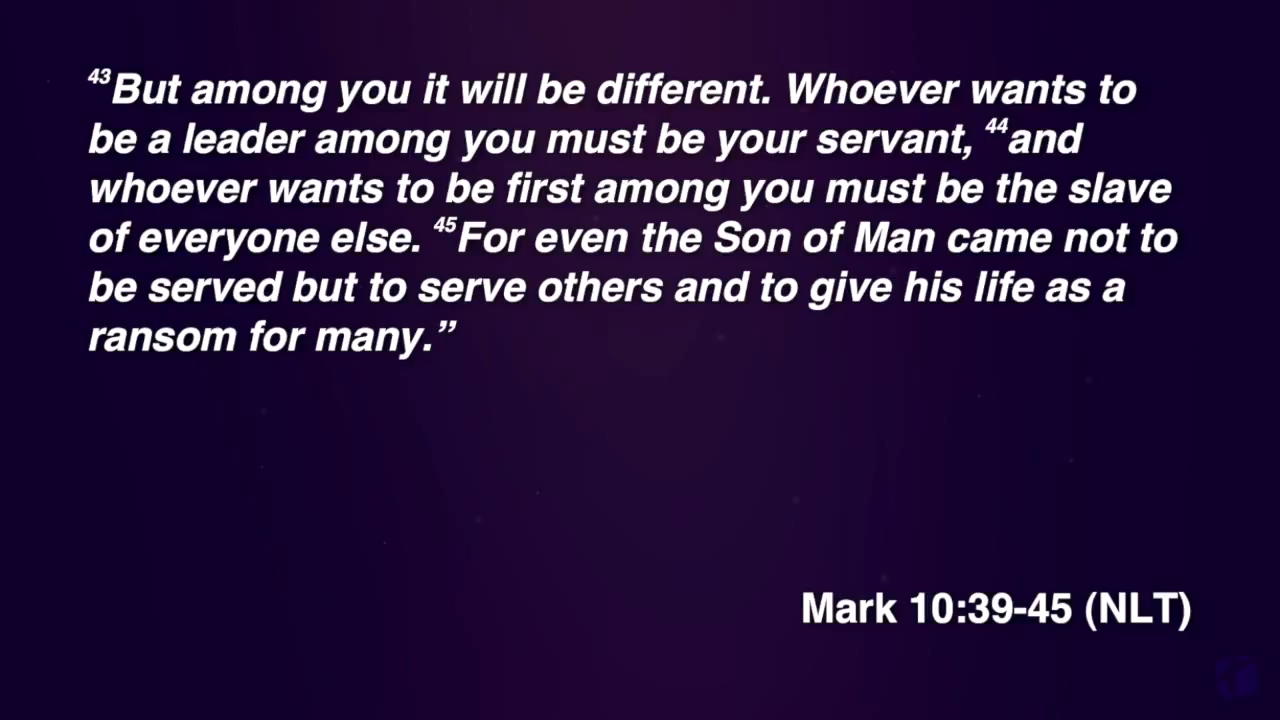 ⁴³But among you it will be different. Whoever wants to
be a leader among you must be your servant, ⁴⁴and
whoever wants to be first among you must be the slave
of everyone else. ⁴⁵For even the Son of Man came not to
be served but to serve others and to give his life as a
ransom for many.”
Mark 10:39-45 (NLT)